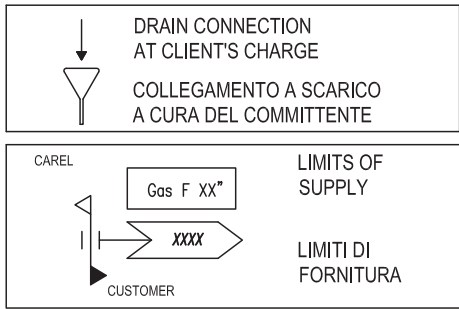 DRAIN CONNECTION
AT CLIENT'S CHARGE
COLLEGAMENTO A SCARICO
A CURA DEL COMMITTENTE
CAREL
Gas F XX"
LIMITS OF
SUPPLY
XXXX
LIMITI DI
FORNITURA
CUSTOMER